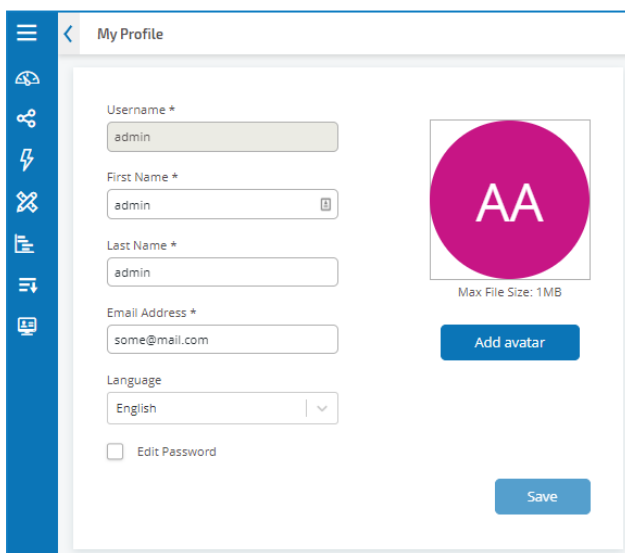 My Profile
Username *
admin
First Name *
admin
Last Name *
admin
Email Address *
some@mail.com
Language
English
Edit Password
AA
Max File Size: 1MB
Add avatar
Save